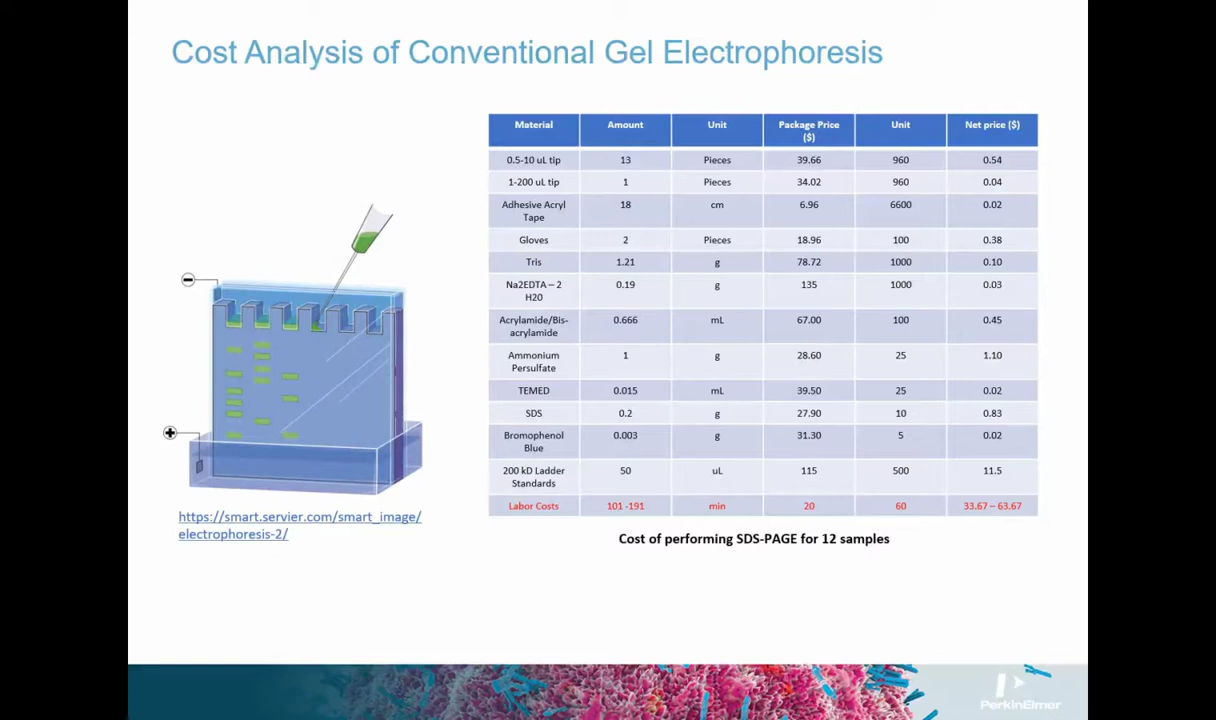 Cost Analysis of Conventional Gel Electrophoresis
Material Amount Unit Package Price ($) Unit Net price ($)
0.5-10 uL tip 13 Pieces 39.66 960 0.54
1-200 uL tip 1 Pieces 34.02 960 0.04
Adhesive Acryl Tape 18 cm 6.96 6600 0.02
Gloves 2 Pieces 18.96 100 0.38
Tris 1.21 g 78.72 1000 0.10
Na2EDTA – 2 H20 0.19 g 135 1000 0.03
Acrylamide/Bis-acrylamide 0.666 mL 67.00 100 0.45
Ammonium Persulfate 1 g 28.60 25 1.10
TEMED 0.015 mL 39.50 25 0.02
SDS 0.2 g 27.90 10 0.83
Bromophenol Blue 0.003 g 31.30 5 0.02
200 kD Ladder Standards 50 uL 115 500 11.5
Labor Costs 101 -191 min 20 60 33.67 – 63.67
Cost of performing SDS-PAGE for 12 samples
https://smart.servier.com/smart_image/
electrophoresis-2/
PerkinElmer